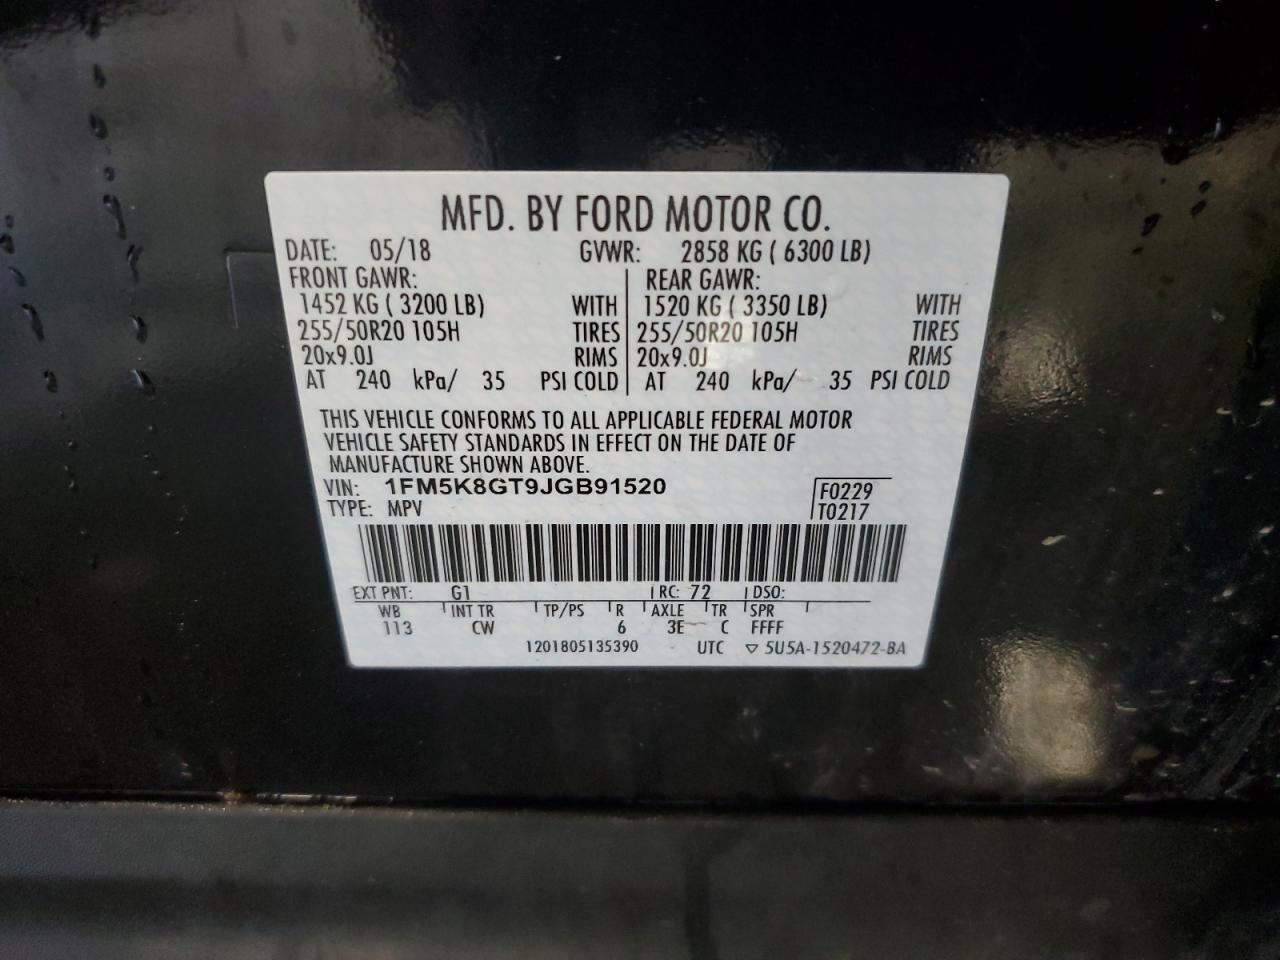 MFD. BY FORD MOTOR CO.
DATE: 05/18 GVWR: 2858 KG ( 6300 LB)
FRONT GAWR: REAR GAWR:
1452 KG ( 3200 LB) WITH 1520 KG ( 3350 LB) WITH
255/50R20 105H TIRES 255/50R20 105H TIRES
20x9.0J RIMS 20x9.0J RIMS
AT 240 kPa/ 35 PSI COLD AT 240 kPa/ 35 PSI COLD
THIS VEHICLE CONFORMS TO ALL APPLICABLE FEDERAL MOTOR
VEHICLE SAFETY STANDARDS IN EFFECT ON THE DATE OF
MANUFACTURE SHOWN ABOVE.
VIN: 1FM5K8GT9JGB91520 F0229
TYPE: MPV T0217
EXT PNT: G1 RC: 72 DSO:
WB INT TR TP/PS R AXLE TR SPR
113 CW 6 3E C FFFF
1201805135390 UTC ▽ 5U5A-1520472-BA